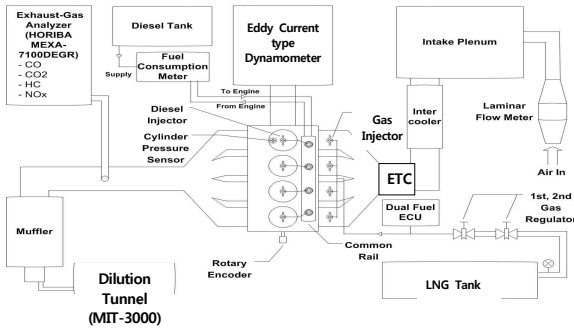 Exhaust-Gas
Analyzer
(HORIBA
MEXA-
7100DEGR)
- CO
- CO2
- HC
- NOx
Diesel Tank
Supply
Fuel
Consumption
Meter
To Engine
From Engine
Eddy Current
type
Dynamometer
Intake Plenum
Inter
cooler
Laminar
Flow Meter
Air In
Diesel
Injector
Cylinder
Pressure
Sensor
Gas
Injector
ETC
Dual Fuel
ECU
1st, 2nd
Gas
Regulator
Muffler
Rotary
Encoder
Common
Rail
LNG Tank
Dilution
Tunnel
(MIT-3000)